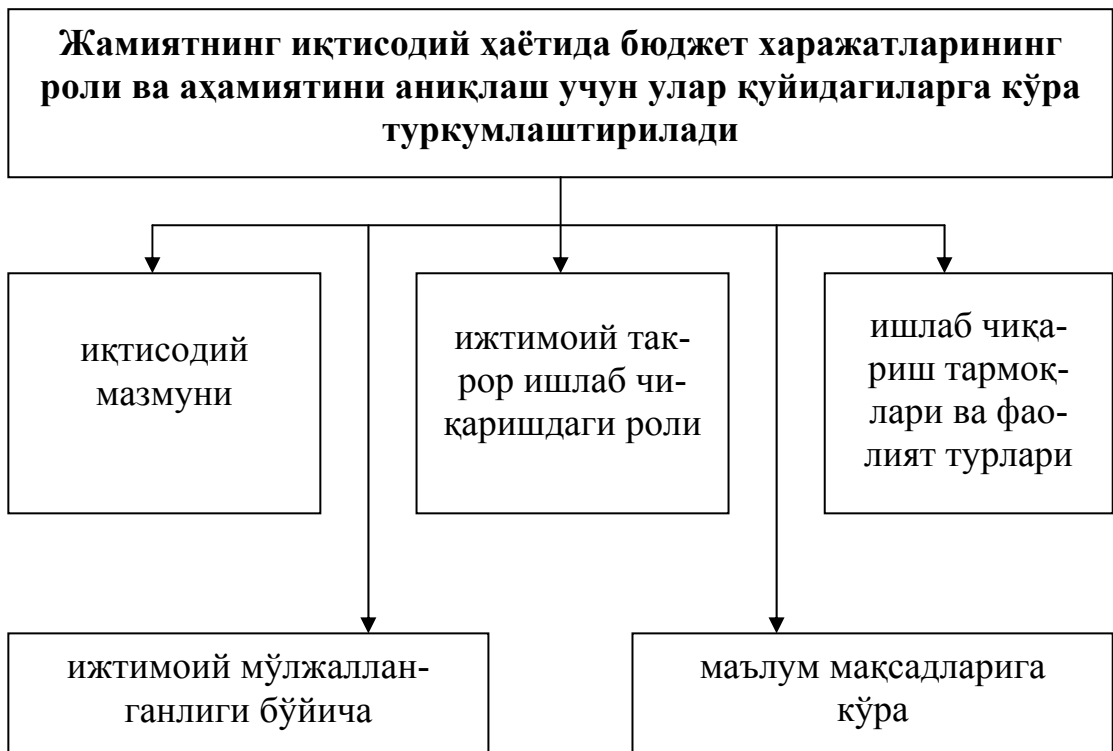 Жамиятнинг иқтисодий ҳаётида бюджет харажатларининг
роли ва аҳамиятини аниқлаш учун улар қуйидагиларга кўра
туркумлаштирилади
иқтисодий
мазмуни
ижтимоий так-
рор ишлаб чи-
қаришдаги роли
ишлаб чиқа-
риш тармоқ-
лари ва фао-
лият турлари
ижтимоий мўлжаллан-
ганлиги бўйича
маълум мақсадларига
кўра